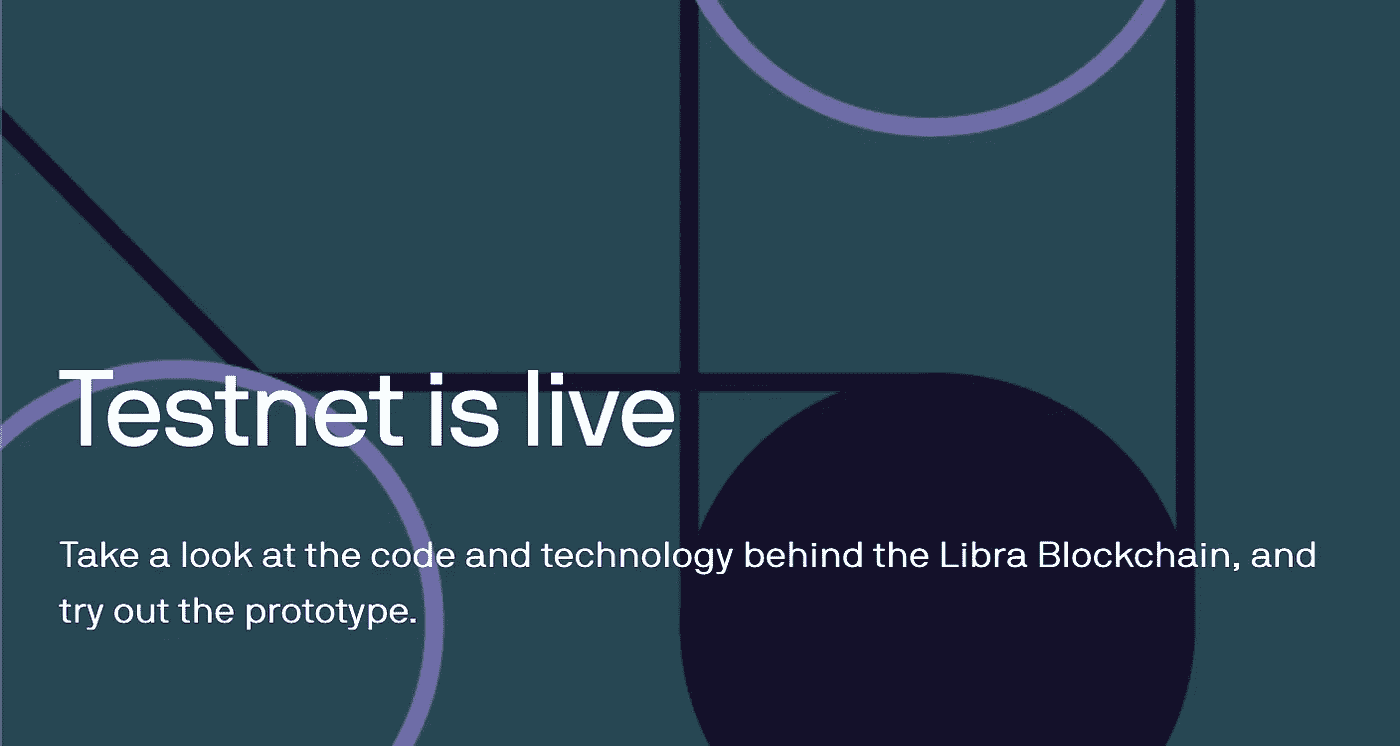 Testnet is live
Take a look at the code and technology behind the Libra Blockchain, and
try out the prototype.